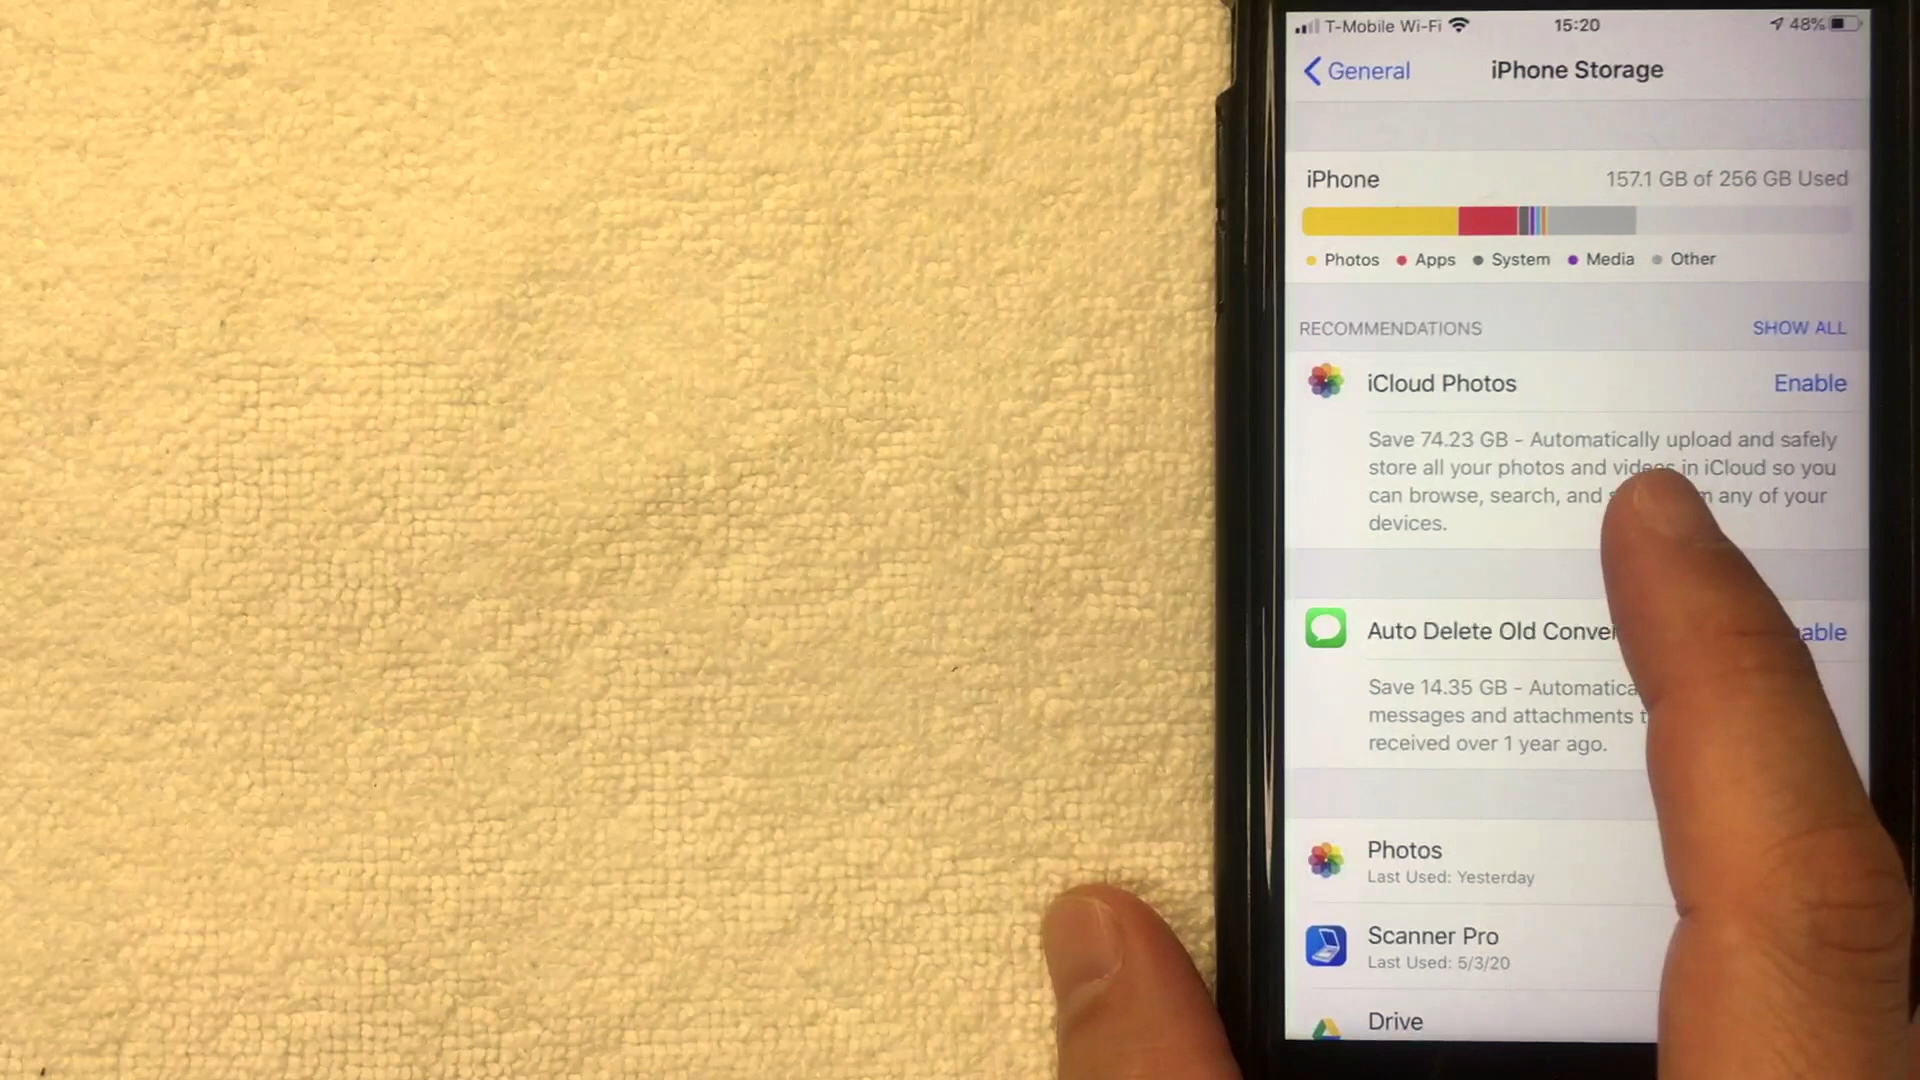 T-Mobile Wi-Fi 15:20 48%
General iPhone Storage
iPhone 157.1 GB of 256 GB Used
Photos Apps System Media Other
RECOMMENDATIONS SHOW ALL
iCloud Photos Enable
Save 74.23 GB - Automatically upload and safely
store all your photos and videos in iCloud so you
can browse, search, and any of your
devices.
Auto Delete Old
Save 14.35 GB -
messages and attachments
received over 1 year ago.
Photos
Last Used: Yesterday
Scanner Pro
Last Used: 5/3/20
Drive